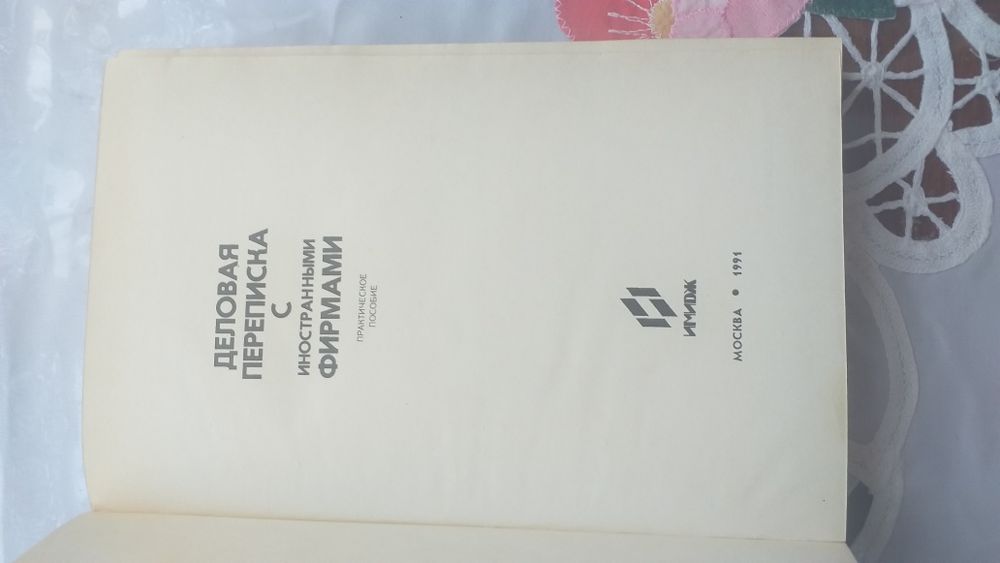 ДЕЛОВАЯ
ПЕРЕПИСКА
С
ИНОСТРАННЫМИ
ФИРМАМИ
ПРАКТИЧЕСКОЕ
ПОСОБИЕ
ИМИДЖ
МОСКВА • 1991